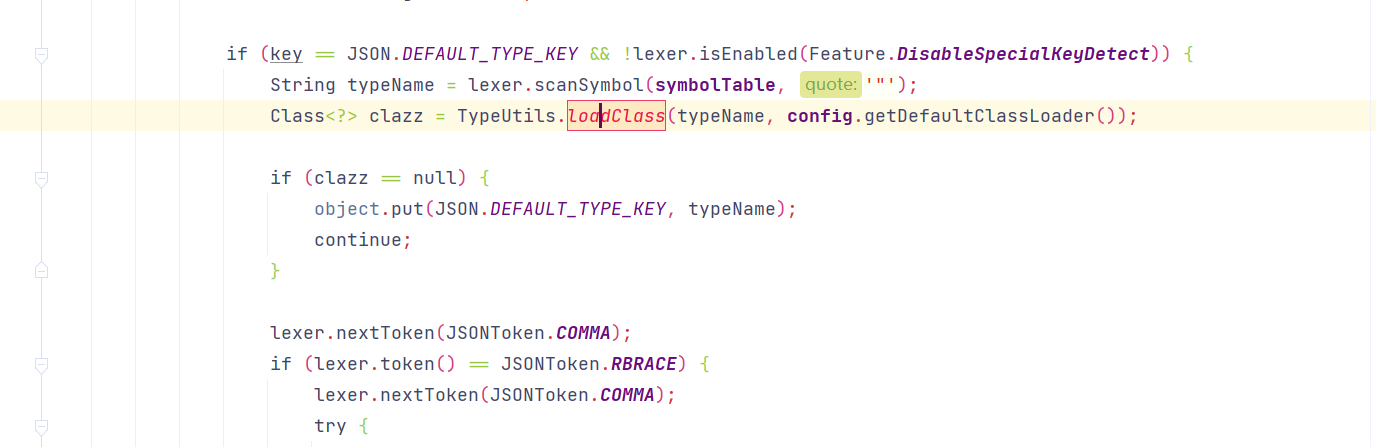 if (key == JSON.DEFAULT_TYPE_KEY && !lexer.isEnabled(Feature.DisableSpecialKeyDetect)) {
String typeName = lexer.scanSymbol(symbolTable, quote: '"');
Class<?> clazz = TypeUtils.loadClass(typeName, config.getDefaultClassLoader());
if (clazz == null) {
object.put(JSON.DEFAULT_TYPE_KEY, typeName);
continue;
}
lexer.nextToken(JSONToken.COMMA);
if (lexer.token() == JSONToken.RBRACE) {
lexer.nextToken(JSONToken.COMMA);
try {